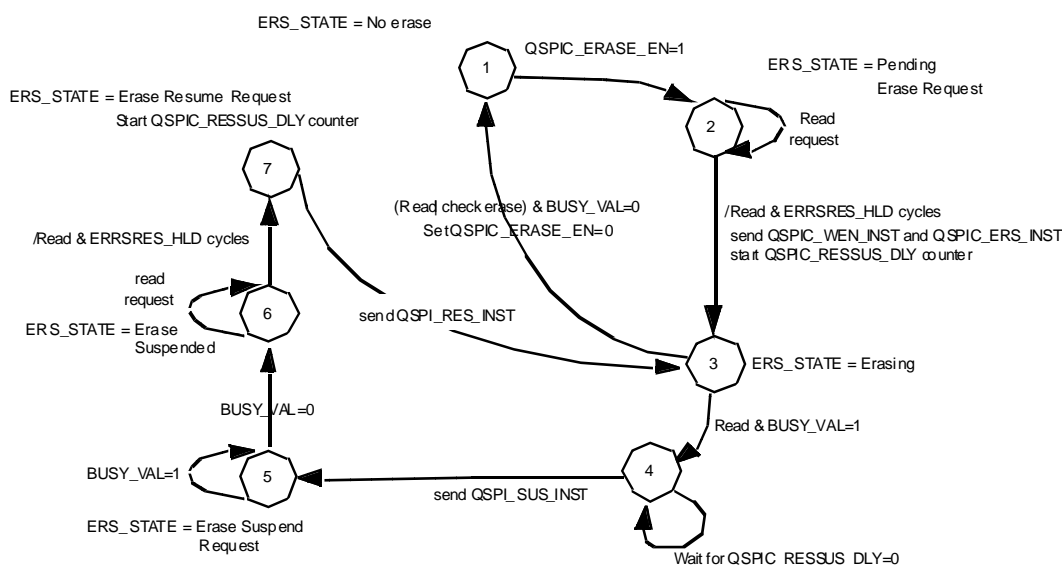 ERS_STATE = No erase
QSPIC_ERASE_EN=1
1
ERS_STATE = Pending
Erase Request
ERS_STATE = Erase Resume Request
Start QSPIC_RESSUS_DLY counter
2
Read
request
7
(Read|check erase) & BUSY_VAL=0
Set QSPIC_ERASE_EN=0
/Read & ERRSRES_HLD cycles
send QSPIC_WEN_INST and QSPIC_ERS_INST
start QSPIC_RESSUS_DLY counter
/Read & ERRSRES_HLD cycles
read
request
6
send QSPI_RES_INST
ERS_STATE = Erase
Suspended
3
ERS_STATE = Erasing
BUSY_VAL=0
Read & BUSY_VAL=1
BUSY_VAL=1
5
4
send QSPI_SUS_INST
ERS_STATE = Erase Suspend
Request
Wait for QSPIC_RESSUS_DLY=0